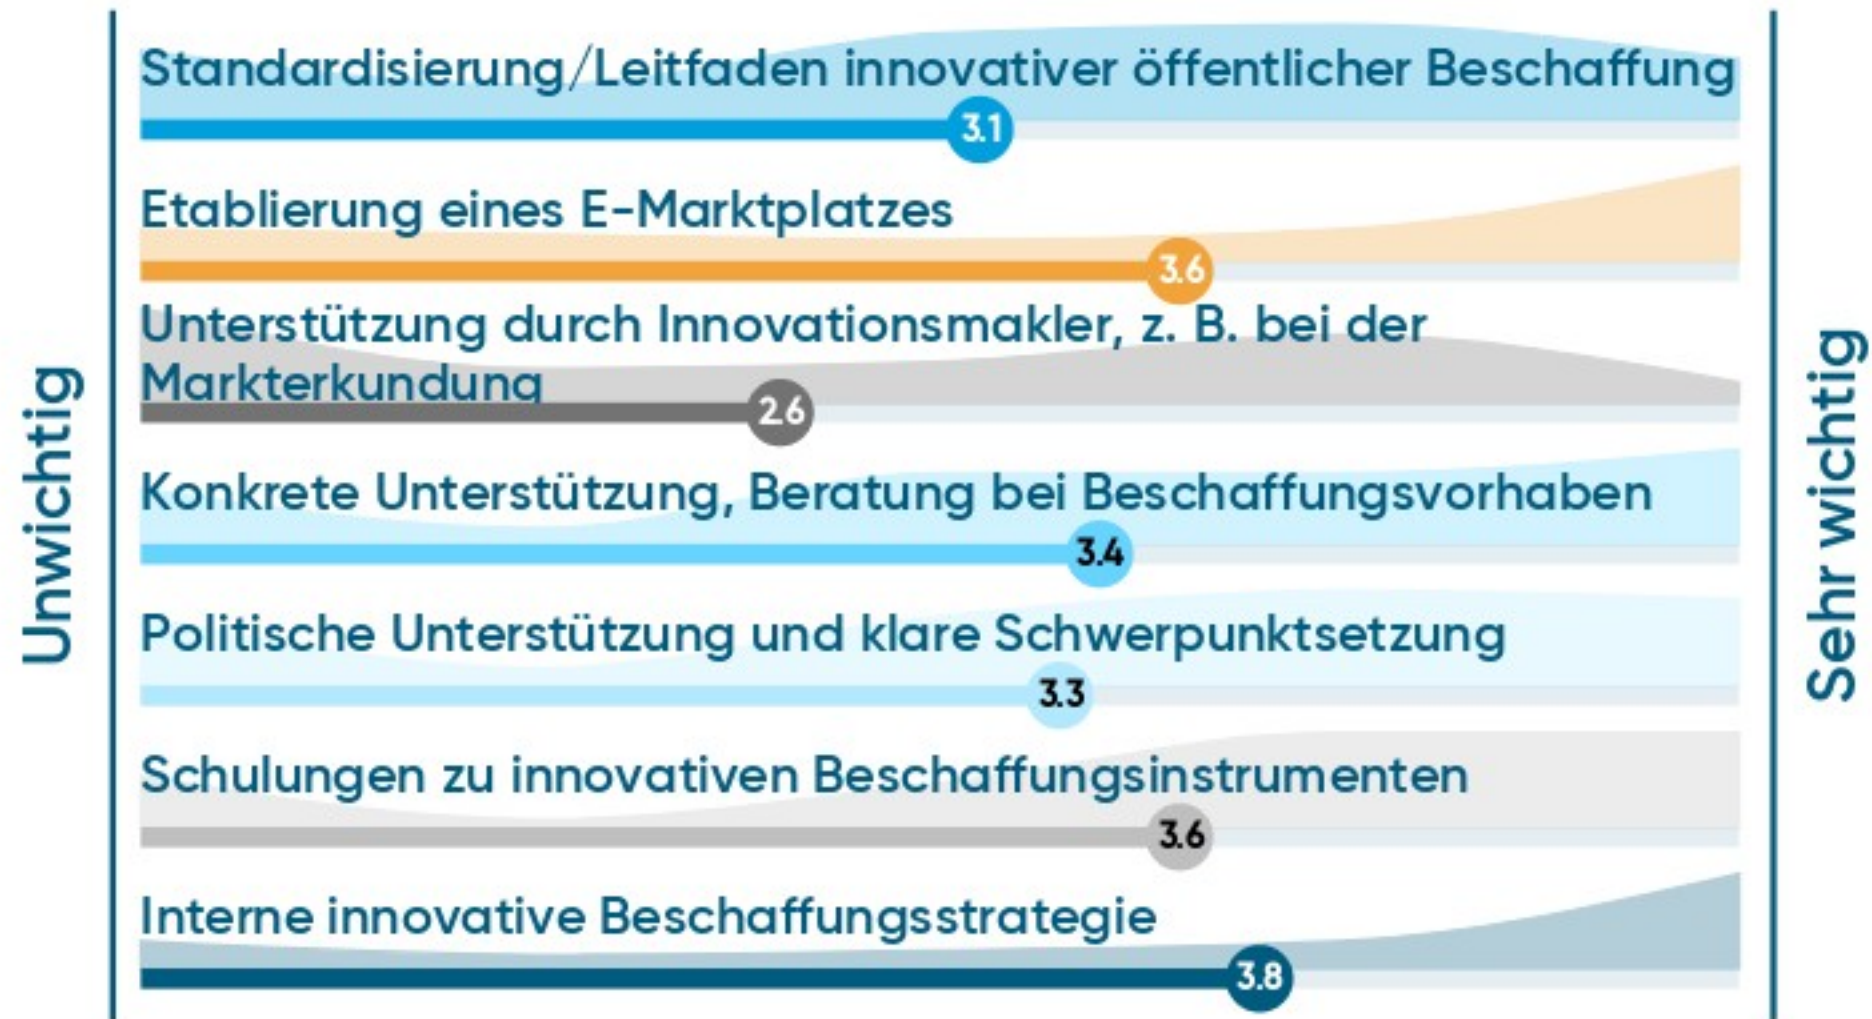 Standardisierung/Leitfaden innovativer öffentlicher Beschaffung
3.1
Etablierung eines E-Marktplatzes
3.6
Unterstützung durch Innovationsmakler, z. B. bei der
Markterkundung
2.6
Konkrete Unterstützung, Beratung bei Beschaffungsvorhaben
3.4
Politische Unterstützung und klare Schwerpunktsetzung
3.3
Schulungen zu innovativen Beschaffungsinstrumenten
3.6
Interne innovative Beschaffungsstrategie
3.8
Unwichtig
Sehr wichtig